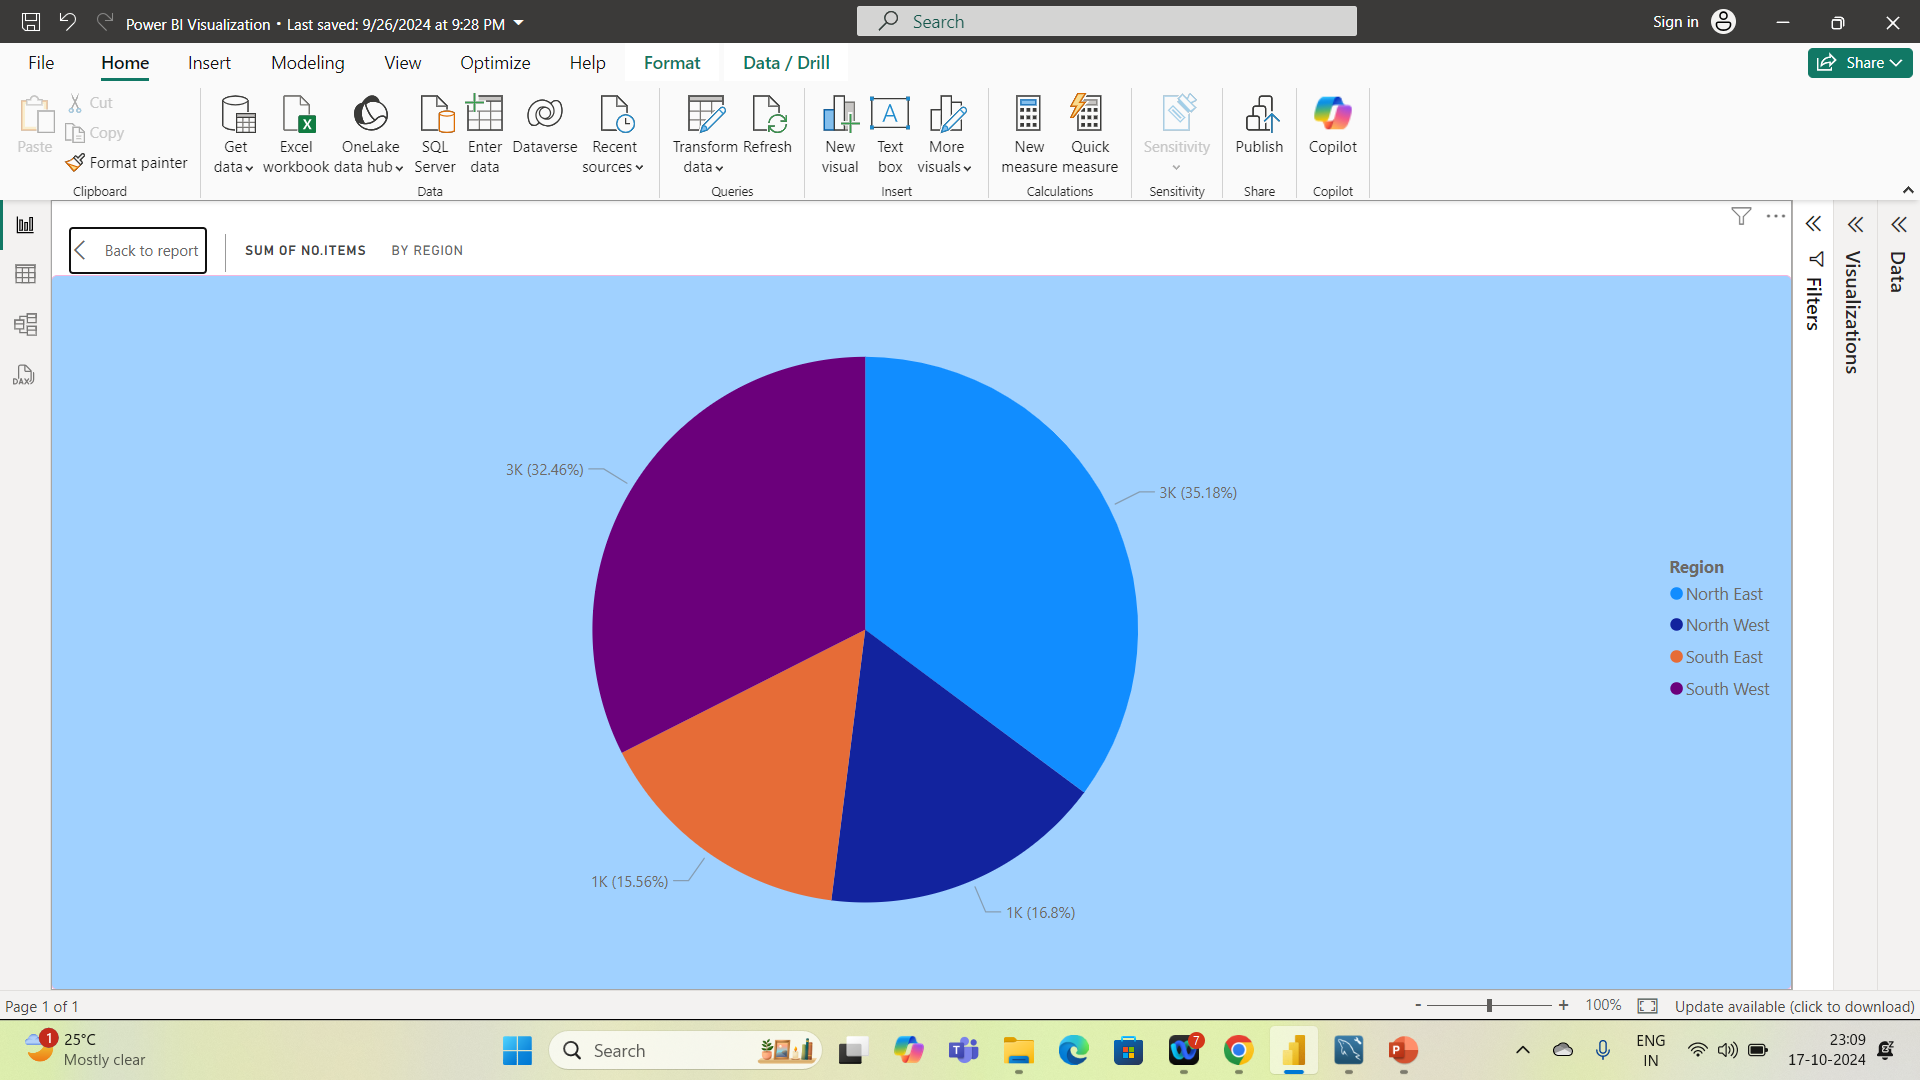 Power BI Visualization • Last saved: 9/26/2024 at 9:28 PM
Search
Sign in
File Home Insert Modeling View Optimize Help Format Data / Drill
Share
Paste
Cut
Copy
Format painter
Clipboard
Get data
Excel workbook
OneLake data hub
SQL Server
Enter data
Dataverse
Recent sources
Data
Transform data
Refresh
Queries
New visual
Text box
More visuals
Insert
New measure
Quick measure
Calculations
Sensitivity
Sensitivity
Publish
Share
Copilot
Copilot
Back to report
SUM OF NO.ITEMS BY REGION
3K (32.46%)
3K (35.18%)
1K (15.56%)
1K (16.8%)
Region
North East
North West
South East
South West
Filters
Visualizations
Data
DAX
Page 1 of 1
- + 100%
Update available (click to download)
1
25°C
Mostly clear
Search
7
ENG
IN
23:09
17-10-2024